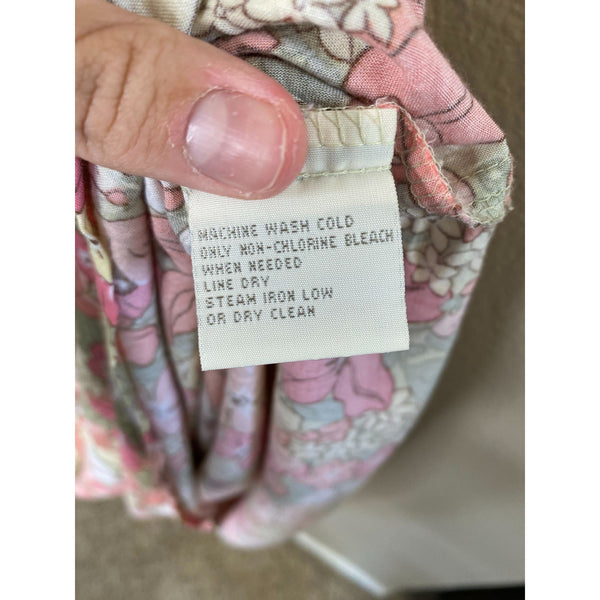 MACHINE WASH COLD
ONLY NON-CHLORINE BLEACH
WHEN NEEDED
LINE DRY
STEAM IRON LOW
OR DRY CLEAN